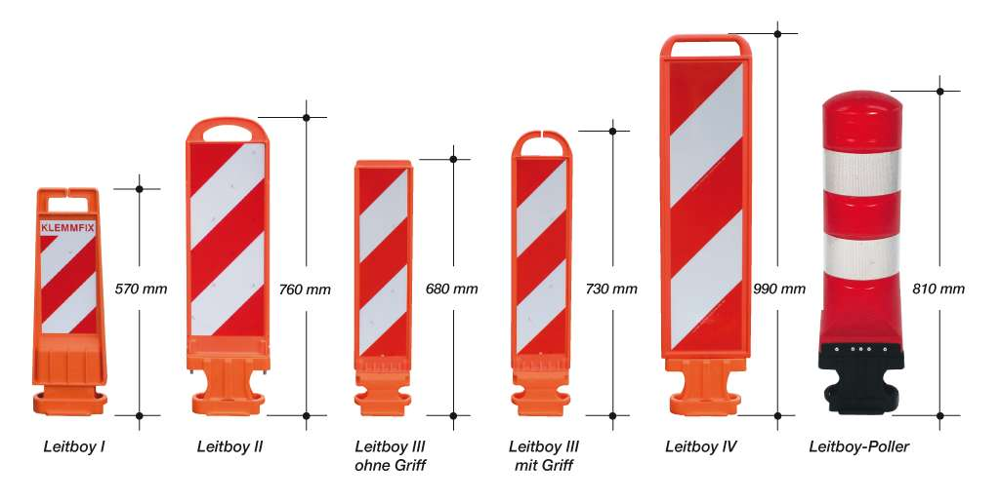 KLEMMFIX
570 mm
760 mm
680 mm
730 mm
990 mm
810 mm
Leitboy I
Leitboy II
Leitboy III
ohne Griff
Leitboy III
mit Griff
Leitboy IV
Leitboy-Poller